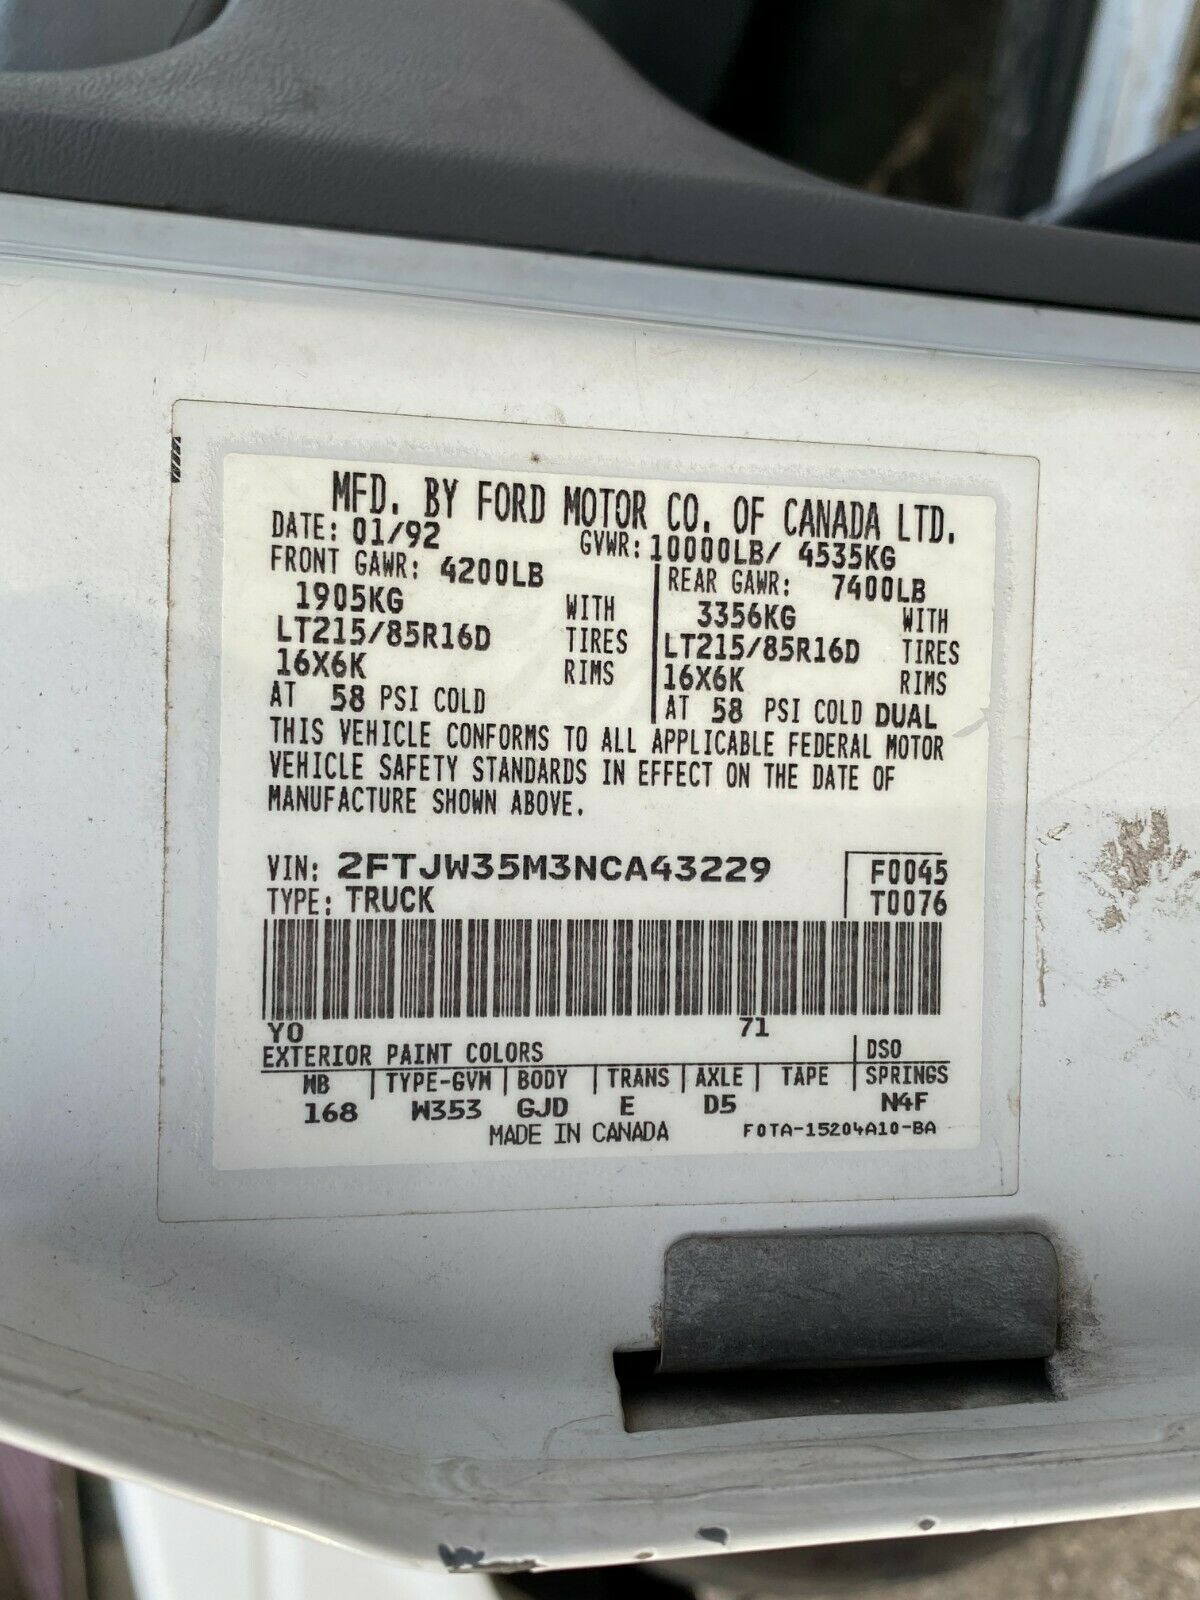 MFD. BY FORD MOTOR CO. OF CANADA LTD.
DATE: 01/92 GVWR: 10000LB/ 4535KG
FRONT GAWR: 4200LB REAR GAWR: 7400LB
1905KG WITH 3356KG WITH
LT215/85R16D TIRES LT215/85R16D TIRES
16X6K RIMS 16X6K RIMS
AT 58 PSI COLD AT 58 PSI COLD DUAL
THIS VEHICLE CONFORMS TO ALL APPLICABLE FEDERAL MOTOR
VEHICLE SAFETY STANDARDS IN EFFECT ON THE DATE OF
MANUFACTURE SHOWN ABOVE.
VIN: 2FTJW35M3NCA43229 F0045
TYPE: TRUCK T0076
YO 71
EXTERIOR PAINT COLORS DSO
WB TYPE-GVW BODY TRANS AXLE TAPE SPRINGS
168 W353 GJD E D5 N4F
MADE IN CANADA F0TA-15204A10-BA